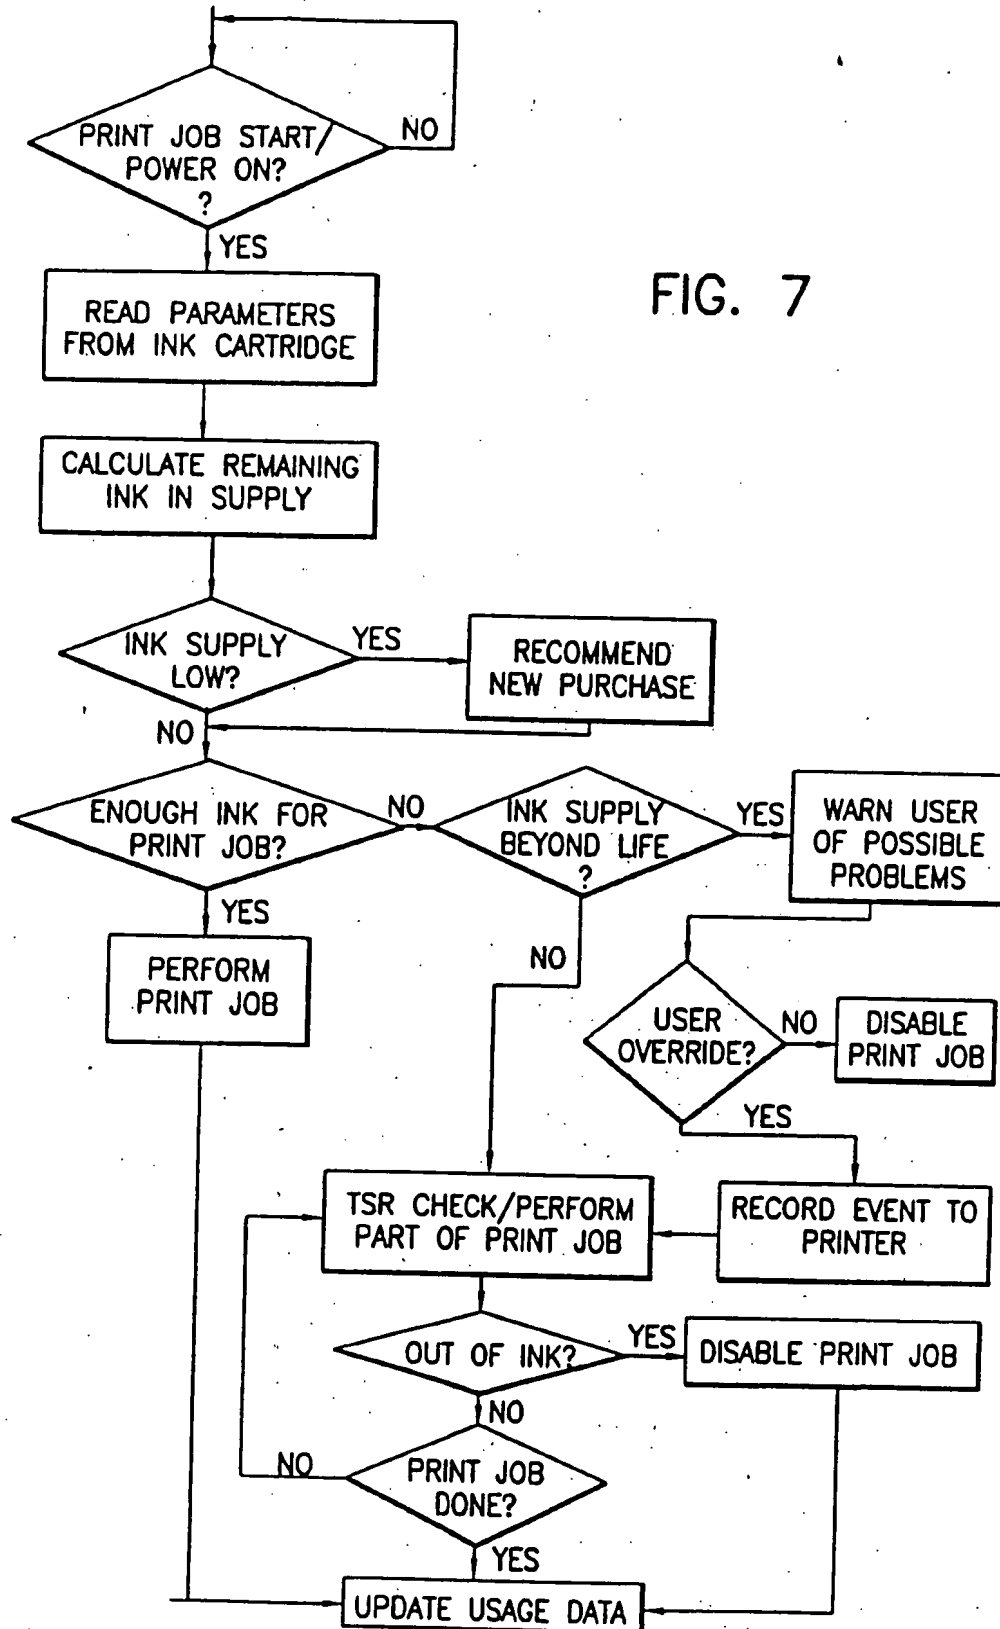 PRINT JOB START/
POWER ON?
?
NO
YES
FIG. 7
READ PARAMETERS
FROM INK CARTRIDGE
CALCULATE REMAINING
INK IN SUPPLY
INK SUPPLY
LOW?
YES
RECOMMEND
NEW PURCHASE
NO
ENOUGH INK FOR
PRINT JOB?
NO
INK SUPPLY
BEYOND LIFE
?
YES
WARN USER
OF POSSIBLE
PROBLEMS
YES
PERFORM
PRINT JOB
NO
USER
OVERRIDE?
NO
DISABLE
PRINT JOB
YES
TSR CHECK/PERFORM
PART OF PRINT JOB
RECORD EVENT TO
PRINTER
OUT OF INK?
YES
DISABLE PRINT JOB
NO
PRINT JOB
DONE?
NO
YES
UPDATE USAGE DATA